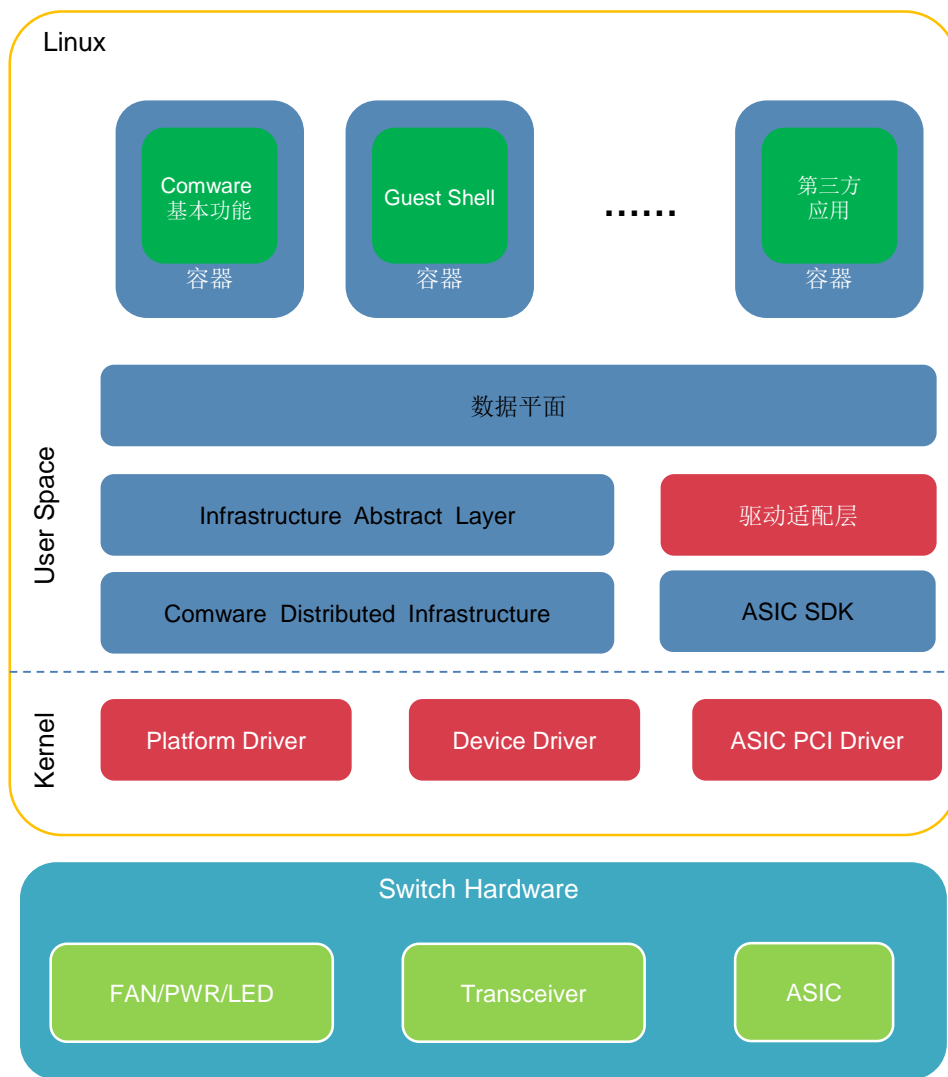 Linux
Comware
基本功能
容器
Guest Shell
容器
......
第三方
应用
容器
User Space
数据平面
Infrastructure Abstract Layer
驱动适配层
Comware Distributed Infrastructure
ASIC SDK
Kernel
Platform Driver
Device Driver
ASIC PCI Driver
Switch Hardware
FAN/PWR/LED
Transceiver
ASIC